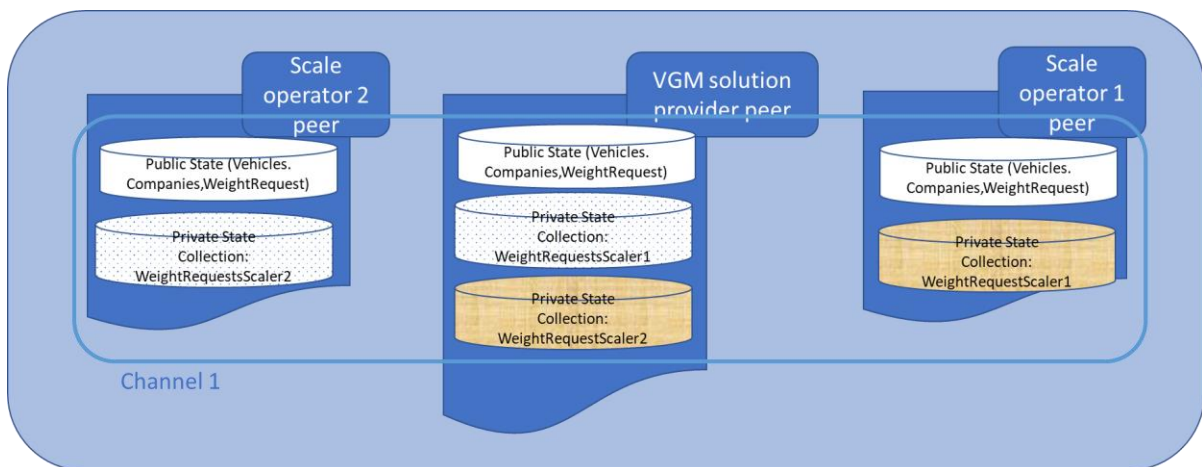 Scale
operator 2
peer
Public State (Vehicles.
Companies,WeightRequest)
Private State
Collection:
WeightRequestsScaler2
VGM solution
provider peer
Public State (Vehicles.
Companies,WeightRequest)
Private State
Collection:
WeightRequestsScaler1
Private State
Collection:
WeightRequestScaler2
Scale
operator 1
peer
Public State (Vehicles.
Companies,WeightRequest)
Private State
Collection:
WeightRequestScaler1
Channel 1